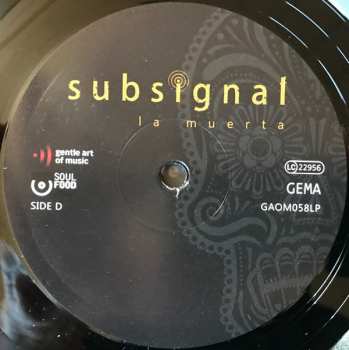 subsignal
la muerta
gentle art
of music
SOUL
FOOD
SIDE D
LC 22956
GEMA
GAOM058LP